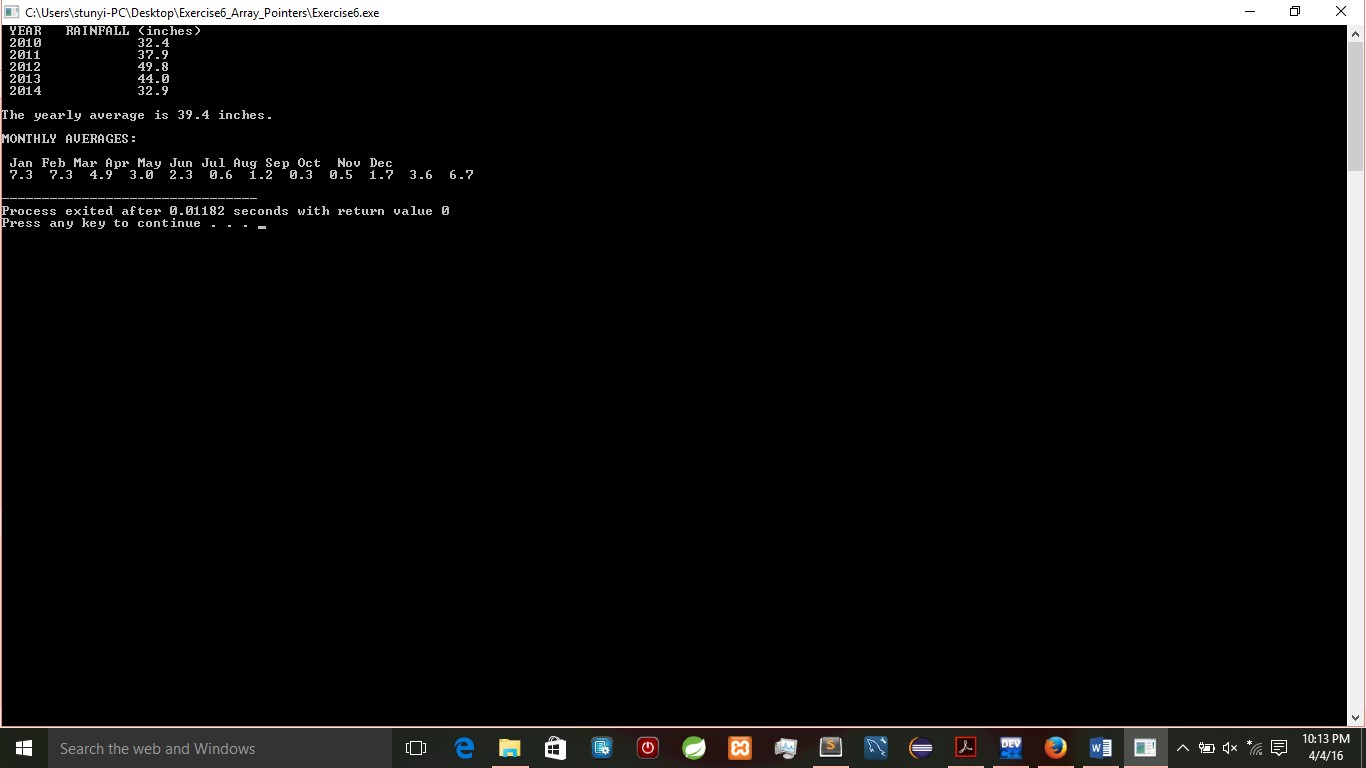 C:\Users\stunyi-PC\Desktop\Exercise6_Array_Pointers\Exercise6.exe
YEAR RAINFALL (inches)
2010 32.4
2011 37.9
2012 49.8
2013 44.0
2014 32.9
The yearly average is 39.4 inches.
MONTHLY AVERAGES:
Jan Feb Mar Apr May Jun Jul Aug Sep Oct Nov Dec
7.3 7.3 4.9 3.0 2.3 0.6 1.2 0.3 0.5 1.7 3.6 6.7
--------------------------------
Process exited after 0.01182 seconds with return value 0
Press any key to continue . . . _
Search the web and Windows
S
DEV
W
10:13 PM
4/4/16